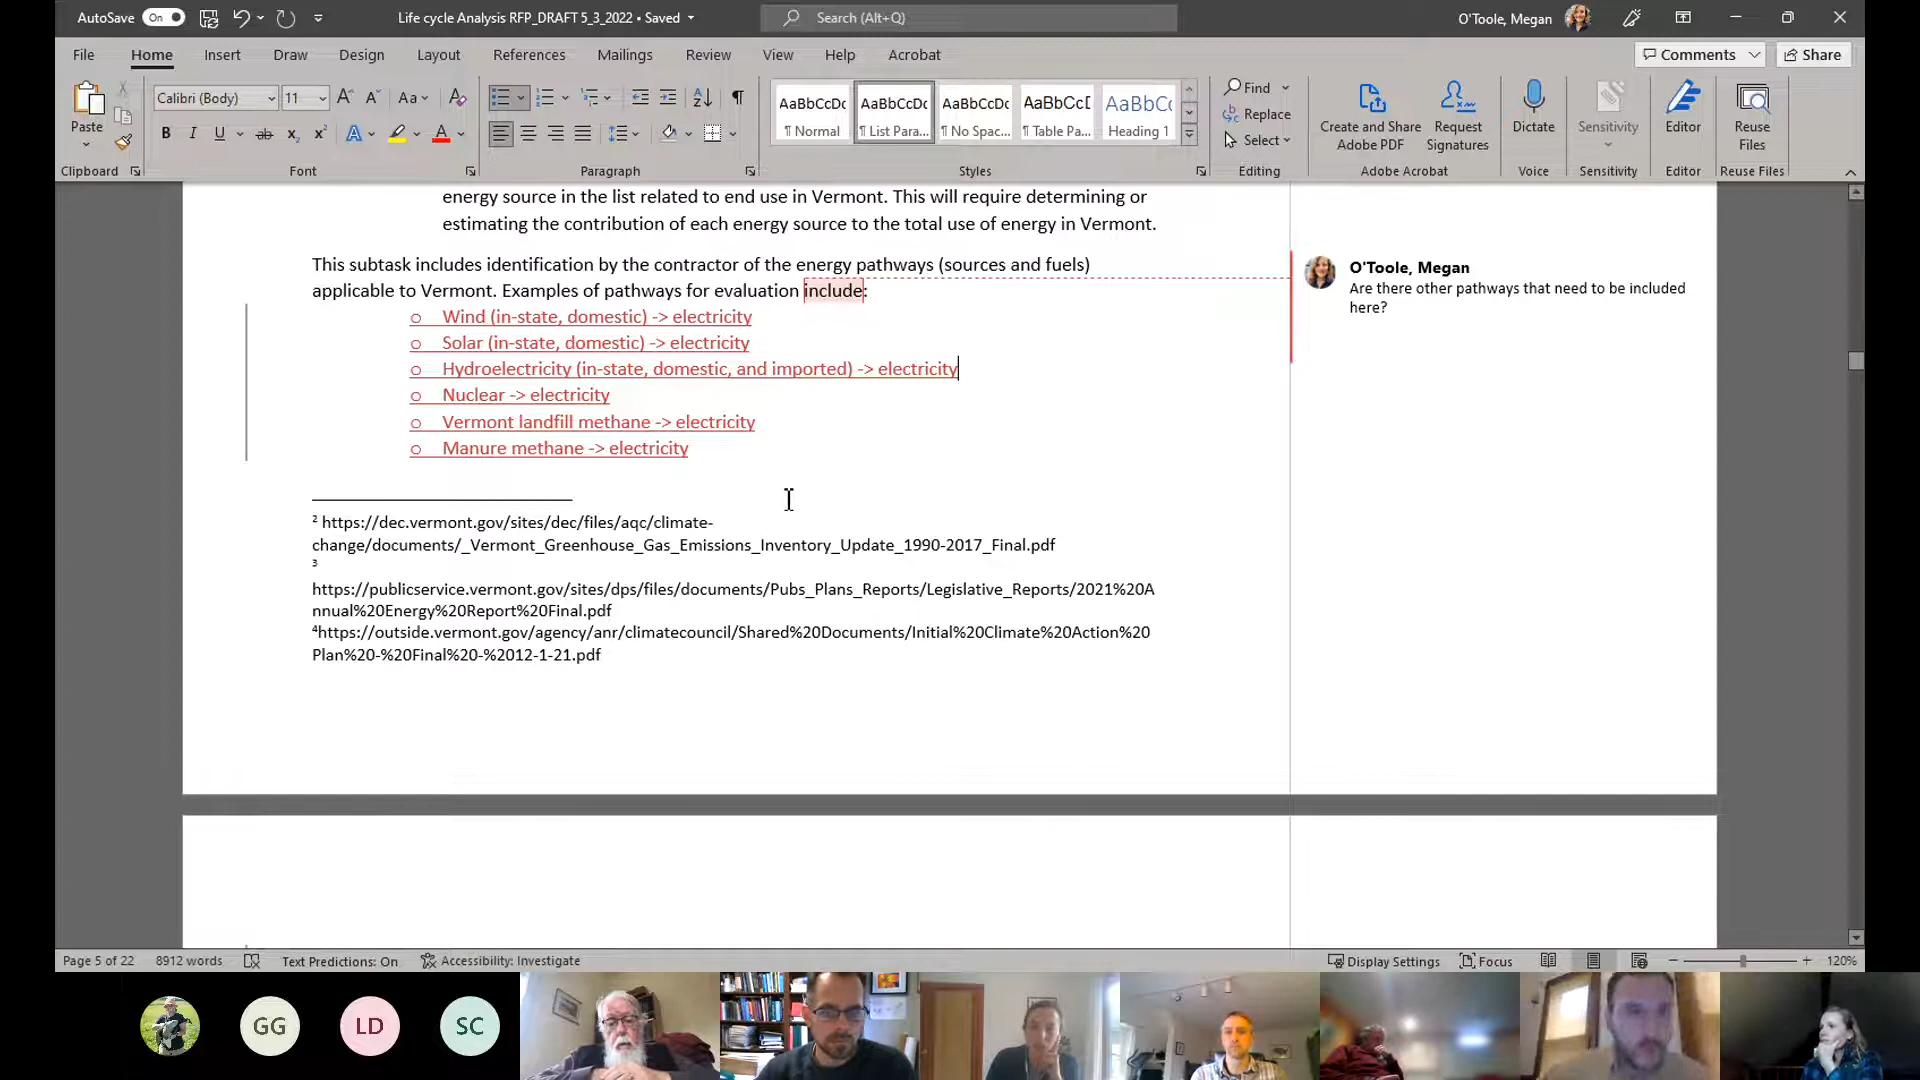 AutoSave On Life cycle Analysis RFP_DRAFT 5_3_2022 • Saved Search (Alt+Q) O'Toole, Megan
File Home Insert Draw Design Layout References Mailings Review View Help Acrobat Comments Share
Paste Calibri (Body) 11 Aa
B I U ab x₂ x² A A
AaBbCcDc AaBbCcDc AaBbCcDc AaBbCcD AaBbCc
¶ Normal ¶ List Para... ¶ No Spac... ¶ Table Pa... Heading 1
Find
Replace
Select
Create and Share Adobe PDF
Request Signatures
Dictate
Sensitivity
Editor
Reuse Files
Clipboard Font Paragraph Styles Editing Adobe Acrobat Voice Sensitivity Editor Reuse Files
energy source in the list related to end use in Vermont. This will require determining or
estimating the contribution of each energy source to the total use of energy in Vermont.
This subtask includes identification by the contractor of the energy pathways (sources and fuels)
applicable to Vermont. Examples of pathways for evaluation include:
o Wind (in-state, domestic) -> electricity
o Solar (in-state, domestic) -> electricity
o Hydroelectricity (in-state, domestic, and imported) -> electricity
o Nuclear -> electricity
o Vermont landfill methane -> electricity
o Manure methane -> electricity
O'Toole, Megan
Are there other pathways that need to be included
here?
2 https://dec.vermont.gov/sites/dec/files/aqc/climate-
change/documents/_Vermont_Greenhouse_Gas_Emissions_Inventory_Update_1990-2017_Final.pdf
3
https://publicservice.vermont.gov/sites/dps/files/documents/Pubs_Plans_Reports/Legislative_Reports/2021%20A
nnual%20Energy%20Report%20Final.pdf
4https://outside.vermont.gov/agency/anr/climatecouncil/Shared%20Documents/Initial%20Climate%20Action%20
Plan%20-%20Final%20-%2012-1-21.pdf
Page 5 of 22 8912 words Text Predictions: On Accessibility: Investigate Display Settings Focus 120%
GG LD SC